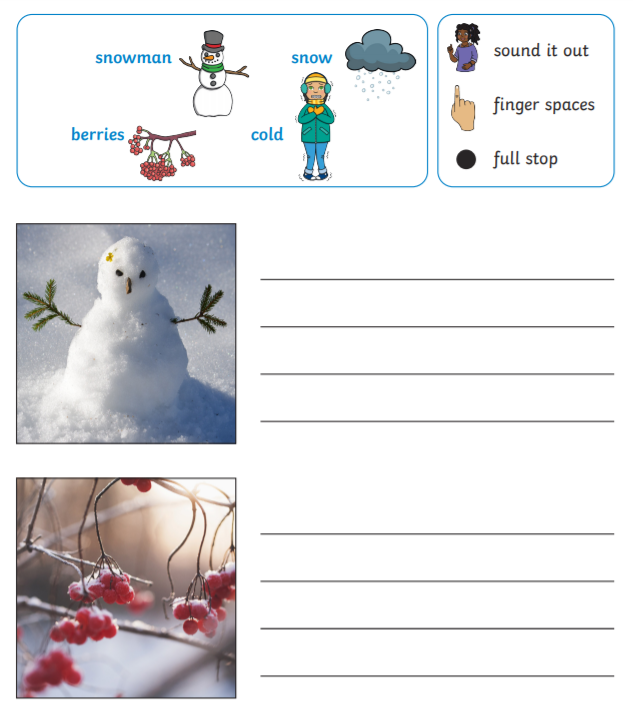 snowman
snow
berries
cold
sound it out
finger spaces
full stop